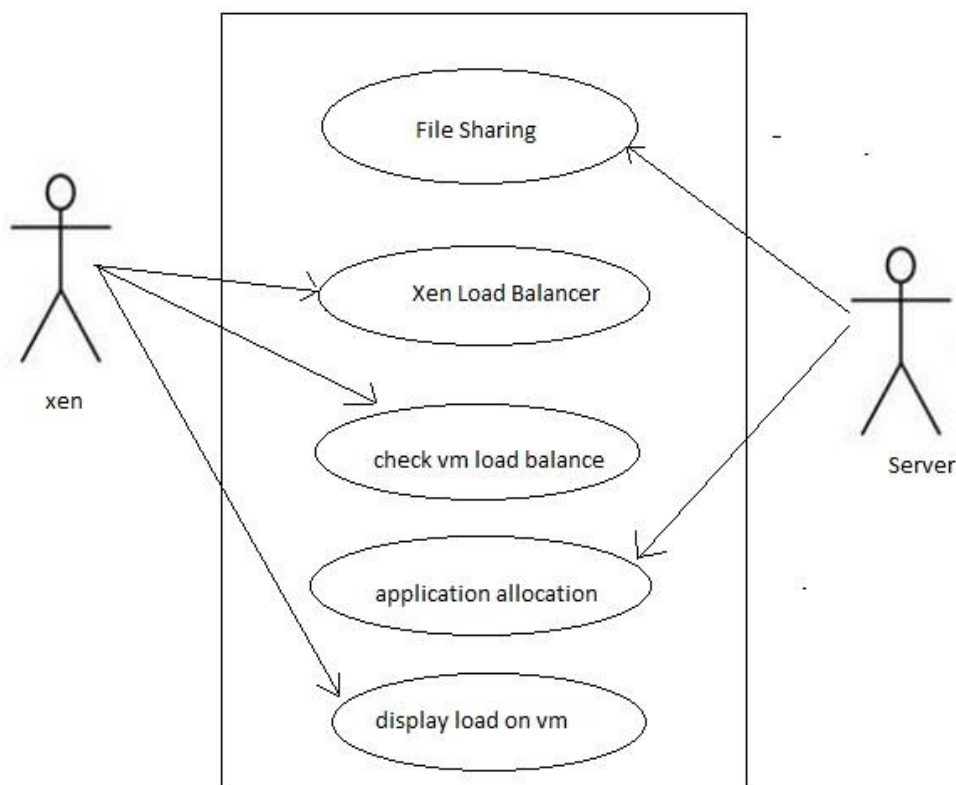 File Sharing
Xen Load Balancer
xen
check vm load balance
Server
application allocation
display load on vm